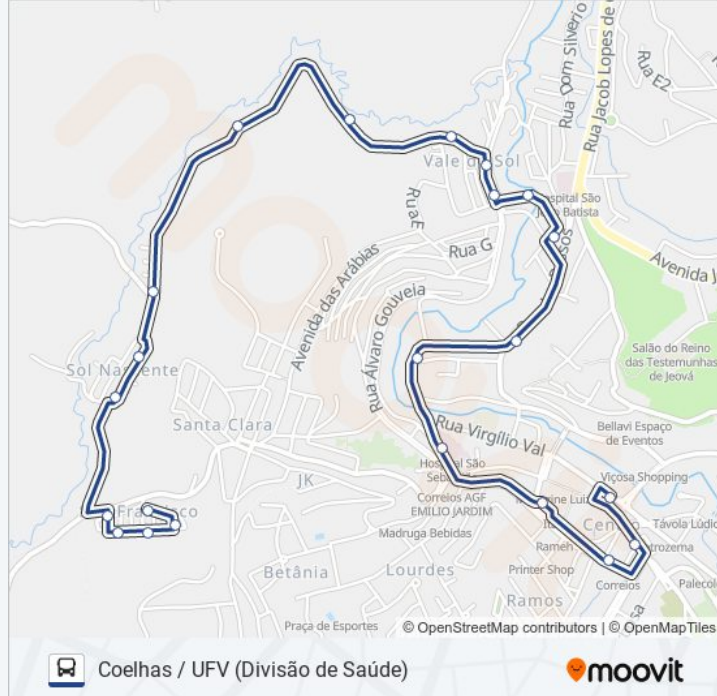 Rua Dom Silverio
Rua E2
Rua Jacob Lopes de
Vale do Sol
Hospital São
João Batista
Rua E
Rua G
Avenida
Avenida das Arábias
Rua Álvaro Gouveia
Salão do Reino
das Testemunhas
de Jeová
Sol Nascente
Santa Clara
Rua Virgílio Val
Bellavi Espaço
de Eventos
Hospital São
JK
Viçosa Shopping
Correios AGF
EMILIO JARDIM
Centro
Távola Lúdic
Madruga Bebidas
Rameh
Betânia
Lourdes
Printer Shop
Correios
Palecol
Ramos
Praça de Esportes
© OpenStreetMap contributors | © OpenMapTiles
Coelhas / UFV (Divisão de Saúde)
moovit